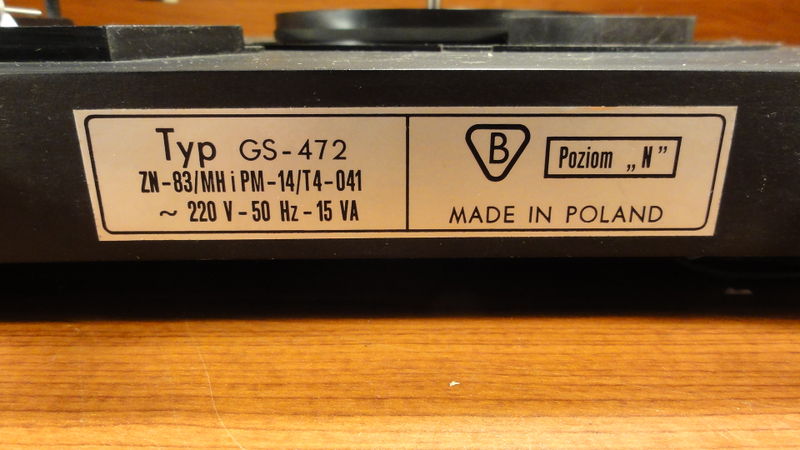 Typ GS-472
ZN-83/MH i PM-14/T4-041
~ 220 V - 50 Hz - 15 VA
B
Poziom „N”
MADE IN POLAND